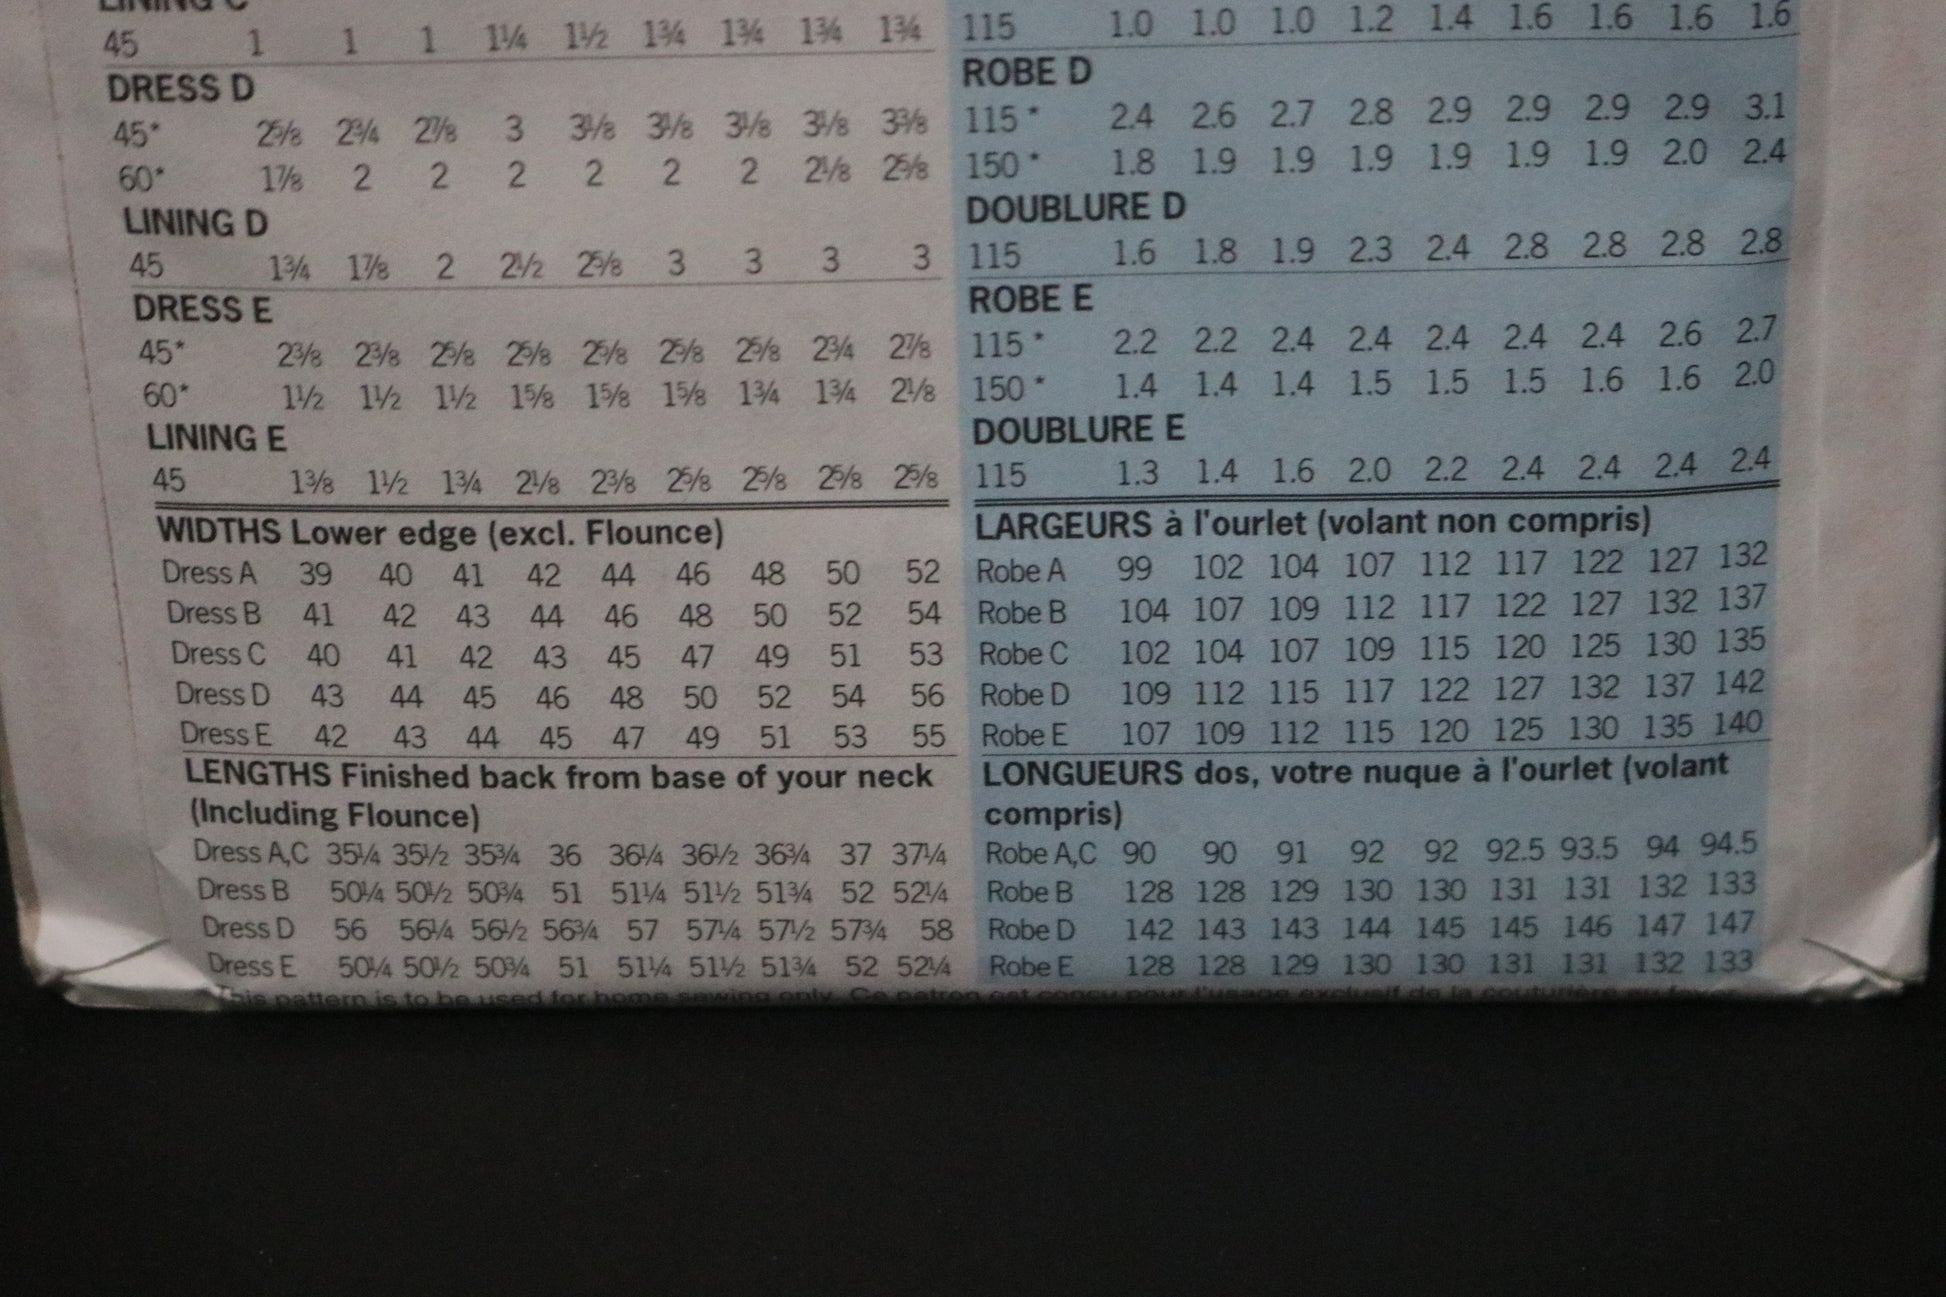 LINING C
45 1 1 1 1¼ 1½ 1¾ 1¾ 1¾ 1¾
DRESS D
45* 2⅝ 2¾ 2⅞ 3 3⅛ 3⅛ 3⅛ 3⅛ 3⅜
60* 1⅞ 2 2 2 2 2 2 2⅛ 2⅝
LINING D
45 1¾ 1⅞ 2 2½ 2⅝ 3 3 3 3
DRESS E
45* 2⅜ 2⅜ 2⅝ 2⅝ 2⅝ 2⅝ 2⅝ 2¾ 2⅞
60* 1½ 1½ 1½ 1⅝ 1⅝ 1⅝ 1¾ 1¾ 2⅛
LINING E
45 1⅜ 1½ 1¾ 2⅛ 2⅜ 2⅝ 2⅝ 2⅝ 2⅝
WIDTHS Lower edge (excl. Flounce)
Dress A 39 40 41 42 44 46 48 50 52
Dress B 41 42 43 44 46 48 50 52 54
Dress C 40 41 42 43 45 47 49 51 53
Dress D 43 44 45 46 48 50 52 54 56
Dress E 42 43 44 45 47 49 51 53 55
LENGTHS Finished back from base of your neck
(Including Flounce)
Dress A,C 35¼ 35½ 35¾ 36 36¼ 36½ 36¾ 37 37¼
Dress B 50¼ 50½ 50¾ 51 51¼ 51½ 51¾ 52 52¼
Dress D 56 56¼ 56½ 56¾ 57 57¼ 57½ 57¾ 58
Dress E 50¼ 50½ 50¾ 51 51¼ 51½ 51¾ 52 52¼
115 1.0 1.0 1.0 1.2 1.4 1.6 1.6 1.6 1.6
ROBE D
115 * 2.4 2.6 2.7 2.8 2.9 2.9 2.9 2.9 3.1
150 * 1.8 1.9 1.9 1.9 1.9 1.9 1.9 2.0 2.4
DOUBLURE D
115 1.6 1.8 1.9 2.3 2.4 2.8 2.8 2.8 2.8
ROBE E
115 * 2.2 2.2 2.4 2.4 2.4 2.4 2.4 2.6 2.7
150 * 1.4 1.4 1.4 1.5 1.5 1.5 1.6 1.6 2.0
DOUBLURE E
115 1.3 1.4 1.6 2.0 2.2 2.4 2.4 2.4 2.4
LARGEURS à l'ourlet (volant non compris)
Robe A 99 102 104 107 112 117 122 127 132
Robe B 104 107 109 112 117 122 127 132 137
Robe C 102 104 107 109 115 120 125 130 135
Robe D 109 112 115 117 122 127 132 137 142
Robe E 107 109 112 115 120 125 130 135 140
LONGUEURS dos, votre nuque à l'ourlet (volant
compris)
Robe A,C 90 90 91 92 92 92.5 93.5 94 94.5
Robe B 128 128 129 130 130 131 131 132 133
Robe D 142 143 143 144 145 145 146 147 147
Robe E 128 128 129 130 130 131 131 132 133
This pattern is to be used for home sewing only. Ce patron est conçu pour l'usage exclusif de la couturière au